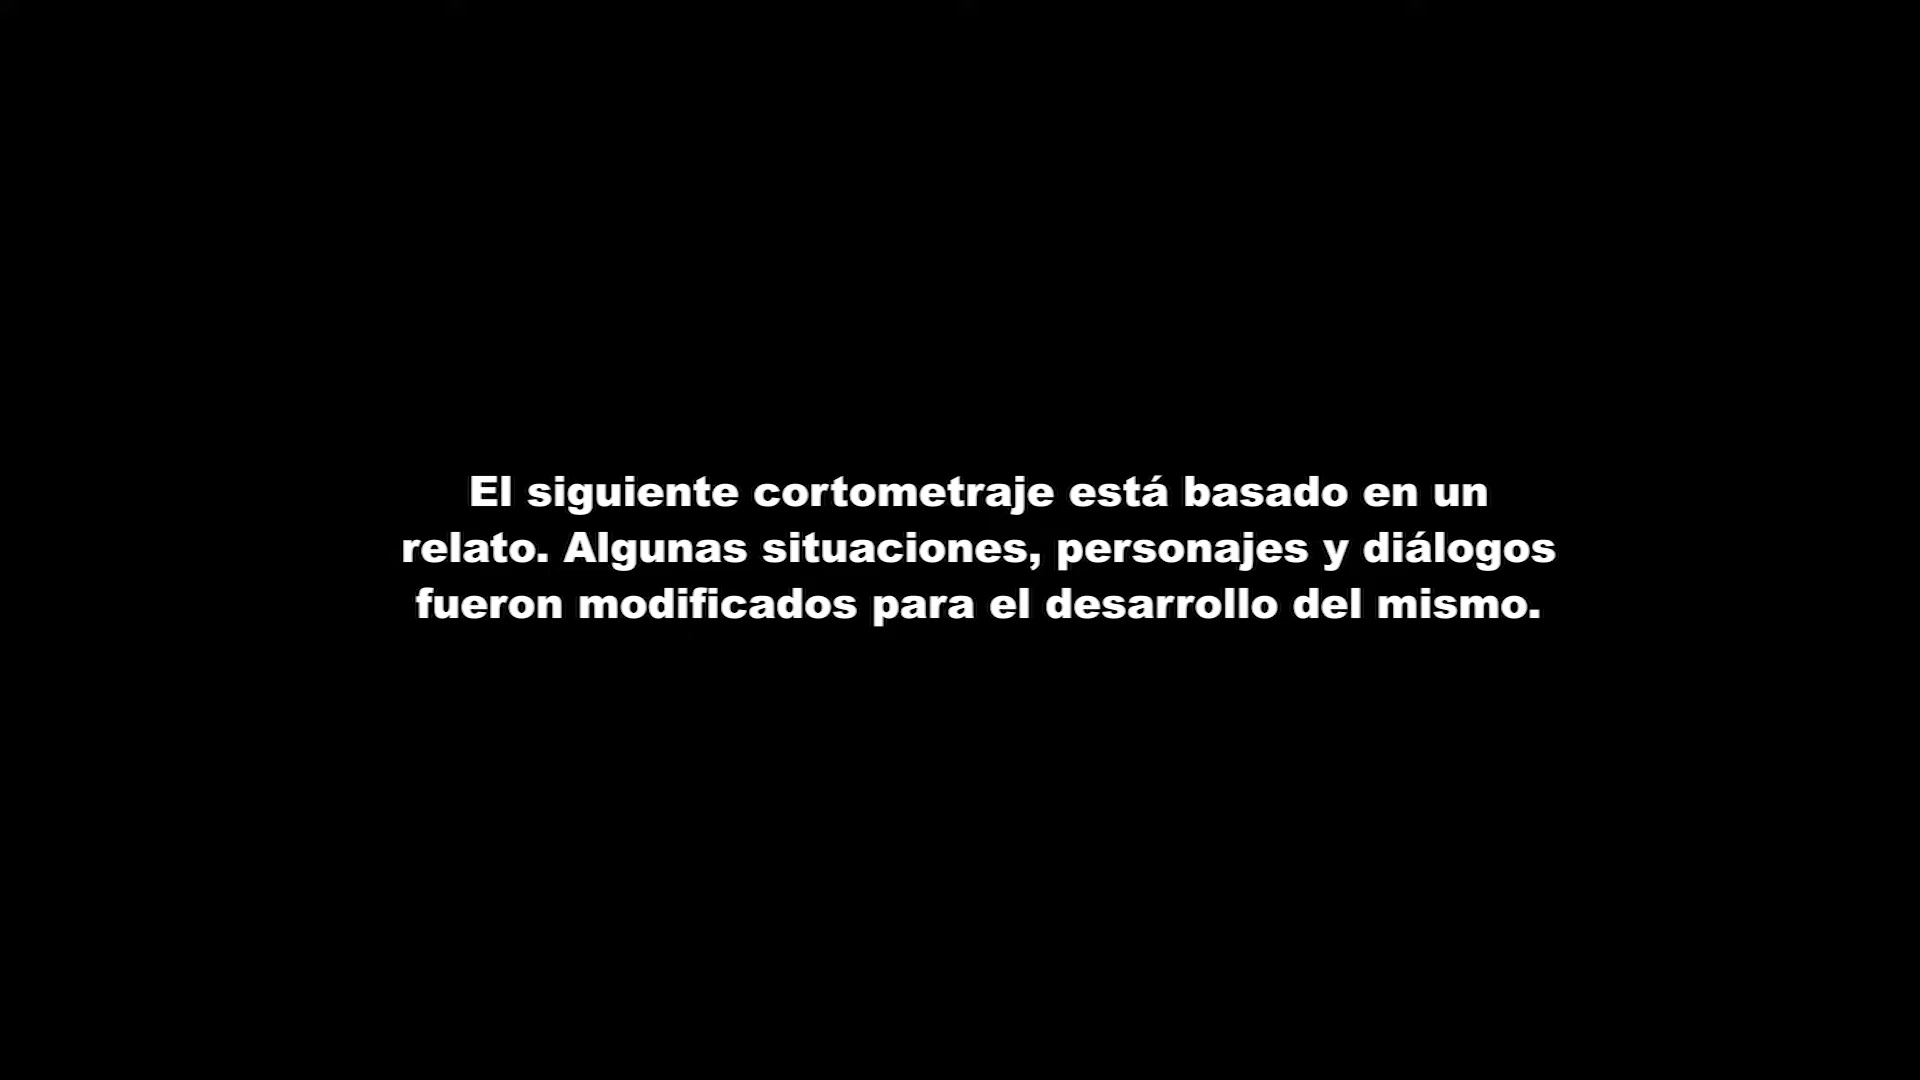 El siguiente cortometraje está basado en un
relato. Algunas situaciones, personajes y diálogos
fueron modificados para el desarrollo del mismo.